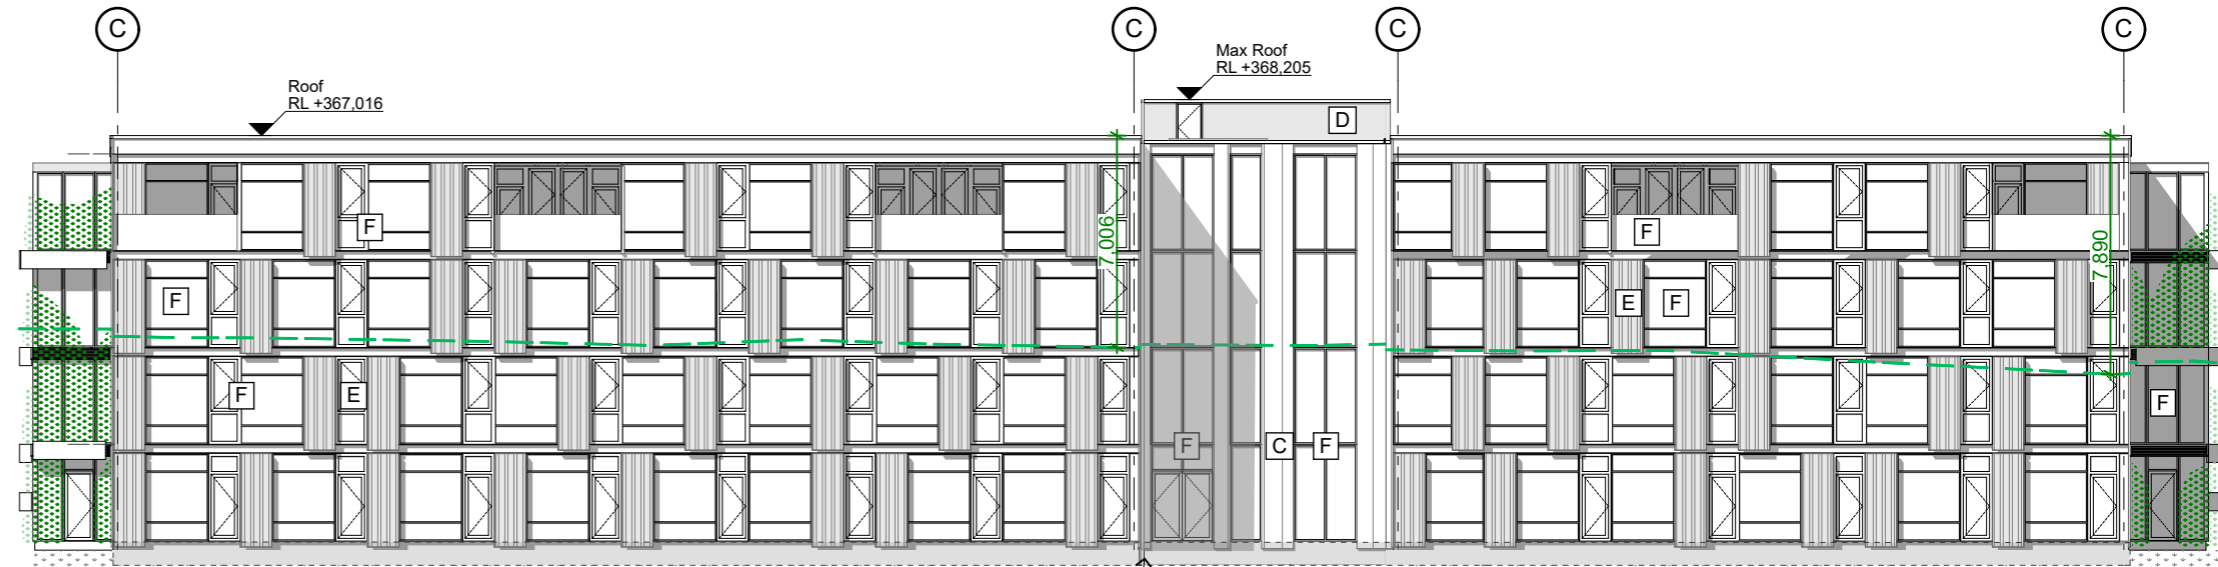 C
C
C
C
Roof
RL +367,016
Max Roof
RL +368,205
D
F
7,006
F
7,890
F
E
F
F
E
F
F
C
F